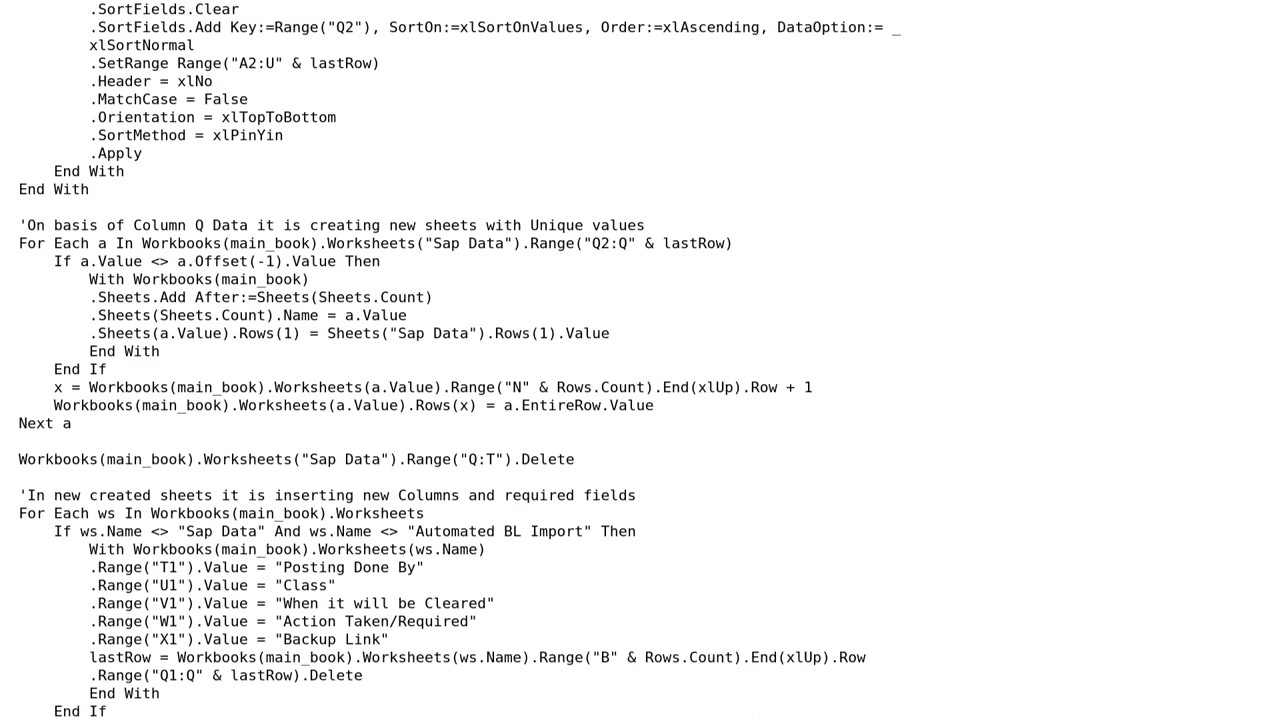 .SortFields.Clear
.SortFields.Add Key:=Range("Q2"), SortOn:=xlSortOnValues, Order:=xlAscending, DataOption:= _
xlSortNormal
.SetRange Range("A2:U" & lastRow)
.Header = xlNo
.MatchCase = False
.Orientation = xlTopToBottom
.SortMethod = xlPinYin
.Apply
End With
End With
'On basis of Column Q Data it is creating new sheets with Unique values
For Each a In Workbooks(main_book).Worksheets("Sap Data").Range("Q2:Q" & lastRow)
If a.Value <> a.Offset(-1).Value Then
With Workbooks(main_book)
.Sheets.Add After:=Sheets(Sheets.Count)
.Sheets(Sheets.Count).Name = a.Value
.Sheets(a.Value).Rows(1) = Sheets("Sap Data").Rows(1).Value
End With
End If
x = Workbooks(main_book).Worksheets(a.Value).Range("N" & Rows.Count).End(xlUp).Row + 1
Workbooks(main_book).Worksheets(a.Value).Rows(x) = a.EntireRow.Value
Next a
Workbooks(main_book).Worksheets("Sap Data").Range("Q:T").Delete
'In new created sheets it is inserting new Columns and required fields
For Each ws In Workbooks(main_book).Worksheets
If ws.Name <> "Sap Data" And ws.Name <> "Automated BL Import" Then
With Workbooks(main_book).Worksheets(ws.Name)
.Range("T1").Value = "Posting Done By"
.Range("U1").Value = "Class"
.Range("V1").Value = "When it will be Cleared"
.Range("W1").Value = "Action Taken/Required"
.Range("X1").Value = "Backup Link"
lastRow = Workbooks(main_book).Worksheets(ws.Name).Range("B" & Rows.Count).End(xlUp).Row
.Range("Q1:Q" & lastRow).Delete
End With
End If